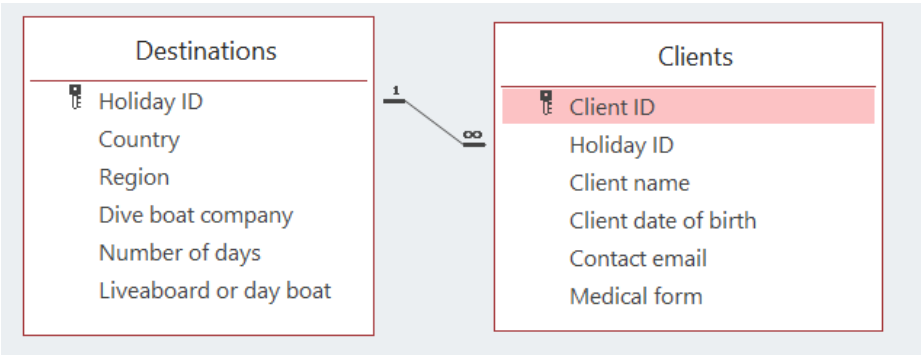 Destinations
Holiday ID
Country
Region
Dive boat company
Number of days
Liveaboard or day boat
1
∞
Clients
Client ID
Holiday ID
Client name
Client date of birth
Contact email
Medical form